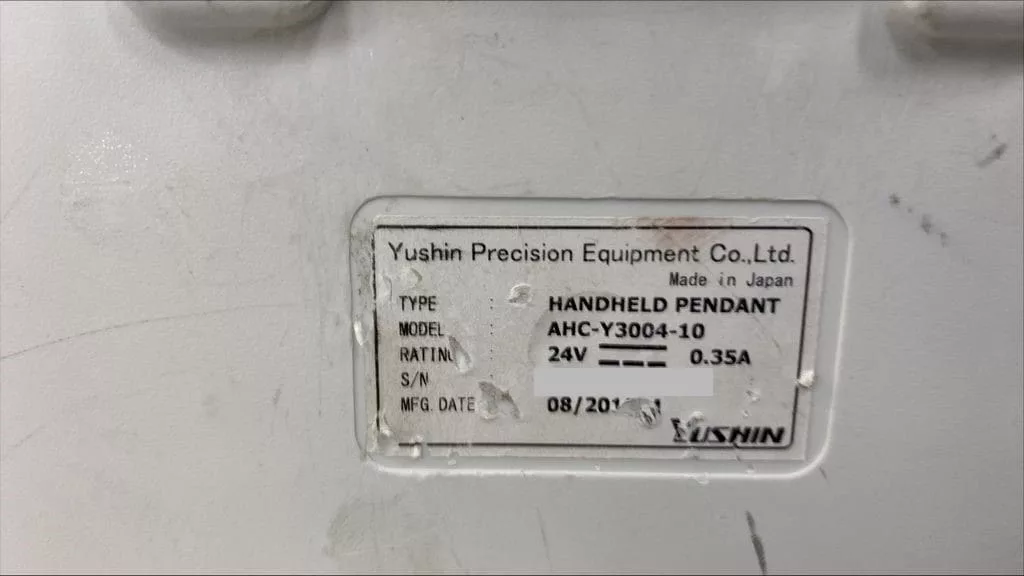 Yushin Precision Equipment Co.,Ltd.
Made in Japan
TYPE : HANDHELD PENDANT
MODEL : AHC-Y3004-10
RATING : 24V 0.35A
S/N
MFG. DATE
YUSHIN